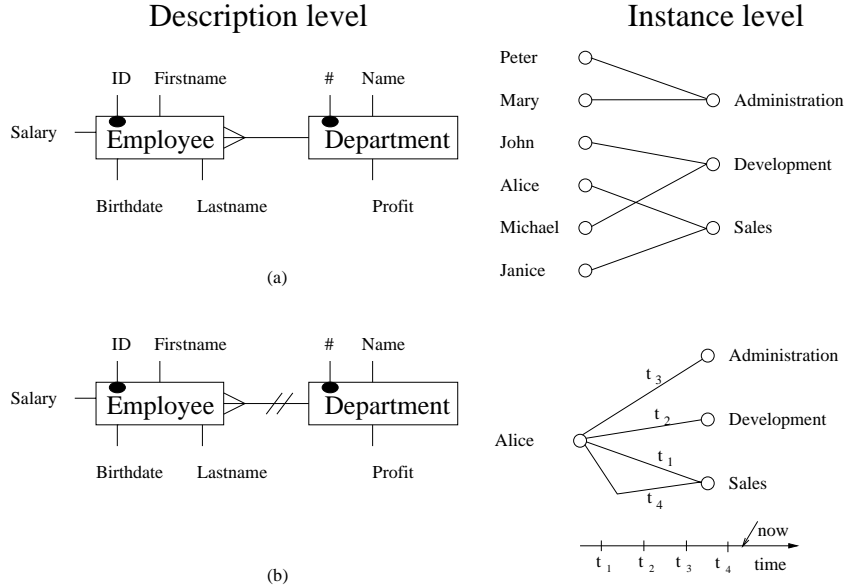 Description level
Instance level
ID Firstname
# Name
Salary
Employee
Department
Birthdate Lastname
Profit
(a)
Peter
Mary
John
Alice
Michael
Janice
Administration
Development
Sales
ID Firstname
# Name
Salary
Employee
Department
Birthdate Lastname
Profit
(b)
Alice
t 3
t 2
t 1
t 4
Administration
Development
Sales
now
t 1 t 2 t 3 t 4 time